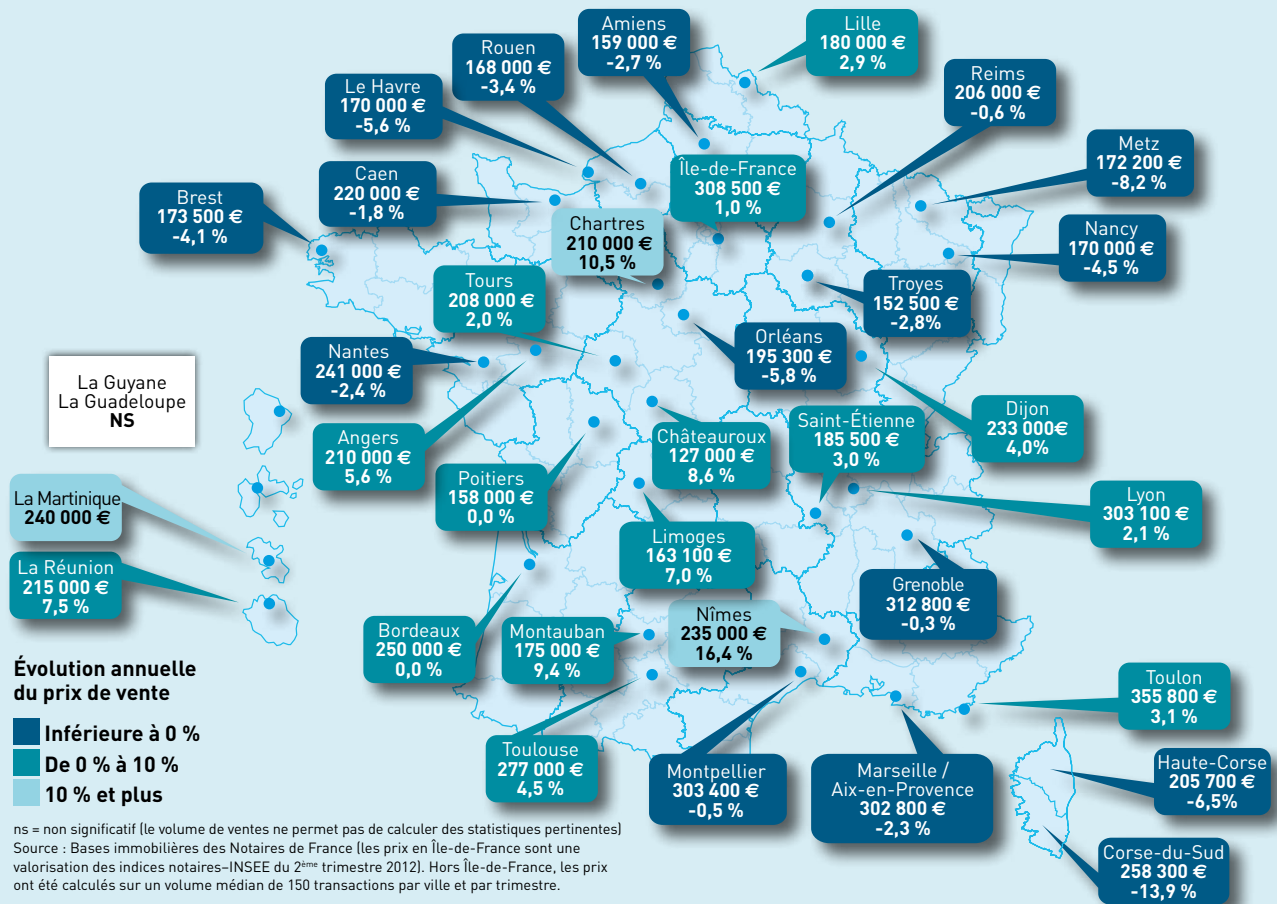 Amiens
159 000 €
-2,7 %
Lille
180 000 €
2,9 %
Rouen
168 000 €
-3,4 %
Reims
206 000 €
-0,6 %
Le Havre
170 000 €
-5,6 %
Metz
172 200 €
-8,2 %
Île-de-France
308 500 €
1,0 %
Caen
220 000 €
-1,8 %
Brest
173 500 €
-4,1 %
Chartres
210 000 €
10,5 %
Nancy
170 000 €
-4,5 %
Tours
208 000 €
2,0 %
Troyes
152 500 €
-2,8%
Orléans
195 300 €
-5,8 %
Nantes
241 000 €
-2,4 %
La Guyane
La Guadeloupe
NS
Dijon
233 000€
4,0%
Saint-Étienne
185 500 €
3,0 %
Angers
210 000 €
5,6 %
Châteauroux
127 000 €
8,6 %
Poitiers
158 000 €
0,0 %
La Martinique
240 000 €
Lyon
303 100 €
2,1 %
Limoges
163 100 €
7,0 %
La Réunion
215 000 €
7,5 %
Grenoble
312 800 €
-0,3 %
Nîmes
235 000 €
16,4 %
Bordeaux
250 000 €
0,0 %
Montauban
175 000 €
9,4 %
Toulon
355 800 €
3,1 %
Toulouse
277 000 €
4,5 %
Montpellier
303 400 €
-0,5 %
Marseille /
Aix-en-Provence
302 800 €
-2,3 %
Haute-Corse
205 700 €
-6,5%
Corse-du-Sud
258 300 €
-13,9 %
Évolution annuelle
du prix de vente
Inférieure à 0 %
De 0 % à 10 %
10 % et plus
ns = non significatif (le volume de ventes ne permet pas de calculer des statistiques pertinentes)
Source : Bases immobilières des Notaires de France (les prix en Île-de-France sont une
valorisation des indices notaires–INSEE du 2ème trimestre 2012). Hors Île-de-France, les prix
ont été calculés sur un volume médian de 150 transactions par ville et par trimestre.